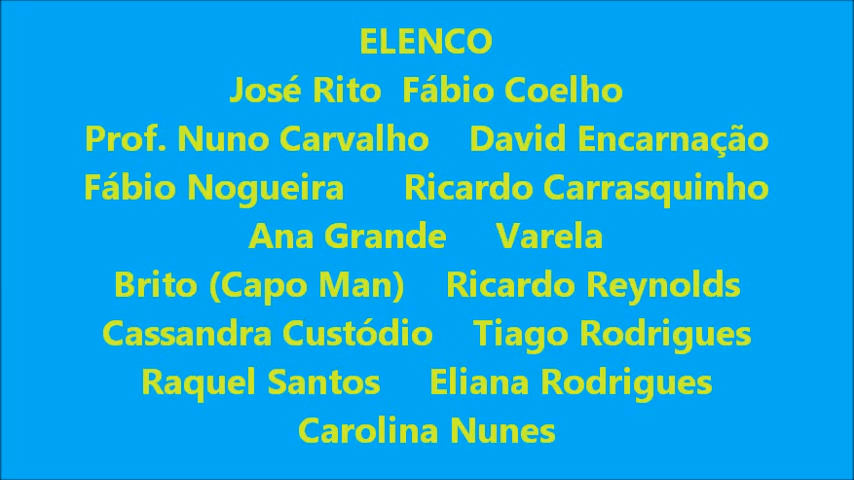 ELENCO
José Rito  Fábio Coelho
Prof. Nuno Carvalho    David Encarnação
Fábio Nogueira    Ricardo Carrasquinho
Ana Grande    Varela
Brito (Capo Man)    Ricardo Reynolds
Cassandra Custódio    Tiago Rodrigues
Raquel Santos    Eliana Rodrigues
Carolina Nunes